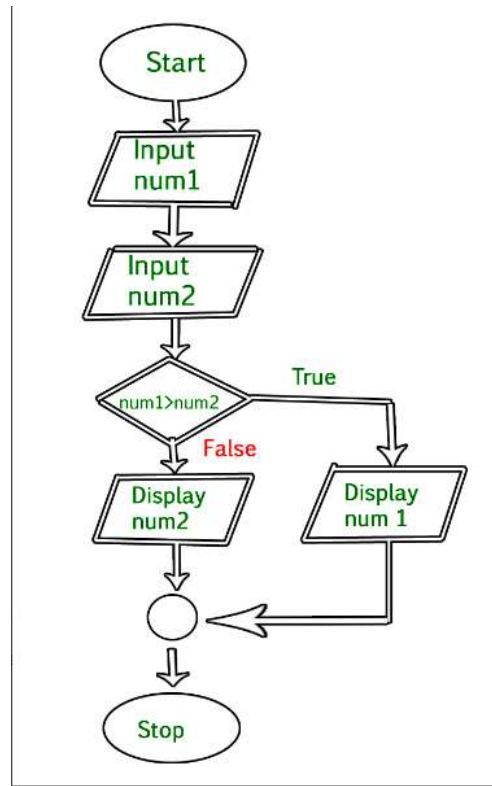 Start
Input
num1
Input
num2
num1>num2
True
False
Display
num2
Display
num 1
Stop